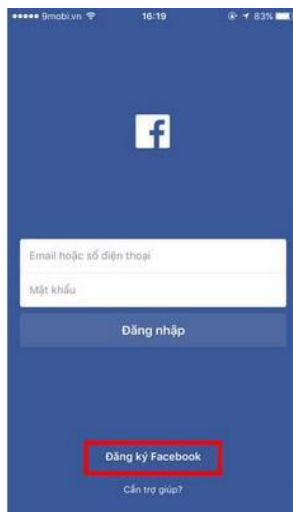 9mobi.vn 16:19 83%
f
Email hoặc số điện thoại
Mật khẩu
Đăng nhập
Đăng ký Facebook
Cần trợ giúp?